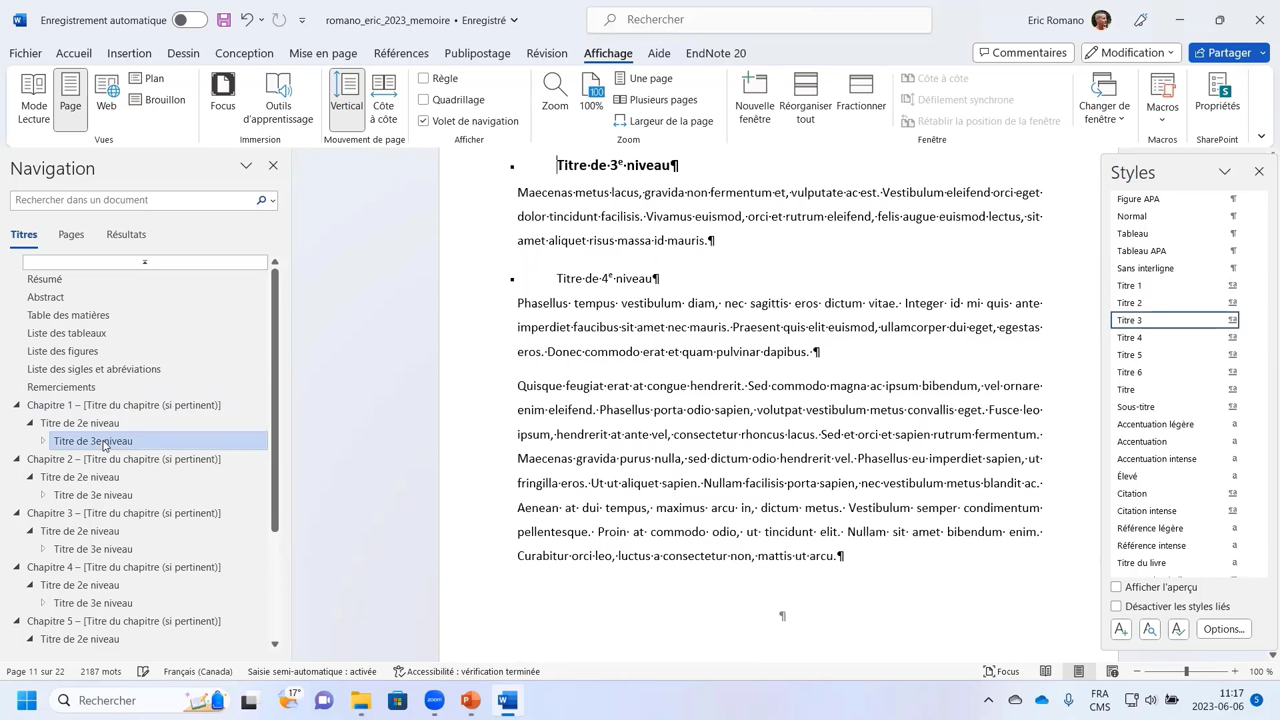 Enregistrement automatique
romano_eric_2023_memoire • Enregistré
Rechercher
Eric Romano
Fichier Accueil Insertion Dessin Conception Mise en page Références Publipostage Révision Affichage Aide EndNote 20
Commentaires Modification Partager
Mode Lecture
Page
Web
Plan
Brouillon
Vues
Focus
Outils d'apprentissage
Immersion
Vertical
Côte à côte
Mouvement de page
Règle
Quadrillage
Volet de navigation
Afficher
Zoom
100
100%
Une page
Plusieurs pages
Largeur de la page
Zoom
Nouvelle fenêtre
Réorganiser tout
Fractionner
Côte à côte
Défilement synchrone
Rétablir la position de la fenêtre
Changer de fenêtre
Fenêtre
Macros
Macros
Propriétés
SharePoint
Navigation
Rechercher dans un document
Titres Pages Résultats
Résumé
Abstract
Table des matières
Liste des tableaux
Liste des figures
Liste des sigles et abréviations
Remerciements
Chapitre 1 – [Titre du chapitre (si pertinent)]
Titre de 2e niveau
Titre de 3e niveau
Chapitre 2 – [Titre du chapitre (si pertinent)]
Titre de 2e niveau
Titre de 3e niveau
Chapitre 3 – [Titre du chapitre (si pertinent)]
Titre de 2e niveau
Titre de 3e niveau
Chapitre 4 – [Titre du chapitre (si pertinent)]
Titre de 2e niveau
Titre de 3e niveau
Chapitre 5 – [Titre du chapitre (si pertinent)]
Titre de 2e niveau
Titre·de·3e·niveau¶
Maecenas·metus·lacus,·gravida·non·fermentum·et,·vulputate·ac·est.·Vestibulum·eleifend·orci·eget·
dolor·tincidunt·facilisis.·Vivamus·euismod,·orci·et·rutrum·eleifend,·felis·augue·euismod·lectus,·sit·
amet·aliquet·risus·massa·id·mauris.¶
Titre·de·4e·niveau¶
Phasellus· tempus· vestibulum· diam,· nec· sagittis· eros· dictum· vitae.· Integer· id· mi· quis· ante·
imperdiet·faucibus·sit·amet·nec·mauris.·Praesent·quis·elit·euismod,·ullamcorper·dui·eget,·egestas·
eros.·Donec·commodo·erat·et·quam·pulvinar·dapibus.·¶
Quisque·feugiat·erat·at·congue·hendrerit.·Sed·commodo·magna·ac·ipsum·bibendum,·vel·ornare·
enim·eleifend.·Phasellus·porta·sapien·,·volutpat·vestibulum·metus·convallis·eget.·Fusce·leo·
ipsum,·hendrerit·at·ante·vel,·consectetur·rhoncus·lacus.·Sed·et·orci·et·sapien·rutrum·fermentum.·
Maecenas·gravida·purus·nulla,·sed·dictum·odio·hendrerit·vel.·Phasellus·eu·imperdiet·sapien,·ut·
fringilla·eros.·Ut·ut·aliquet·sapien.·Nullam·facilisis·porta·sapien,·nec·vestibulum·metus·blandit·ac.·
Aenean· at· dui· tempus,· maximus· arcu· in,· dictum· metus.· Vestibulum· semper· condimentum·
pellentesque.· Proin· at· commodo· odio,· ut· tincidunt· elit.· Nullam· sit· amet· bibendum· enim.·
Curabitur·orci·leo,·luctus·a·consectetur·non,·mattis·ut·arcu.¶
¶
Styles
Figure APA ¶
Normal ¶
Tableau ¶
Tableau APA ¶
Sans interligne ¶
Titre 1 ¶a
Titre 2 ¶a
Titre 3 ¶a
Titre 4 ¶a
Titre 5 ¶a
Titre 6 ¶a
Titre ¶a
Sous-titre ¶a
Accentuation légère a
Accentuation a
Accentuation intense a
Élevé a
Citation ¶a
Citation intense ¶a
Référence légère a
Référence intense a
Titre du livre a
Afficher l'aperçu
Désactiver les styles liés
Options...
Page 11 sur 22 2187 mots Français (Canada) Saisie semi-automatique : activée Accessibilité : vérification terminée Focus 100 %
Rechercher
17°
zoom
FRA
CMS
11:17
2023-06-06
5